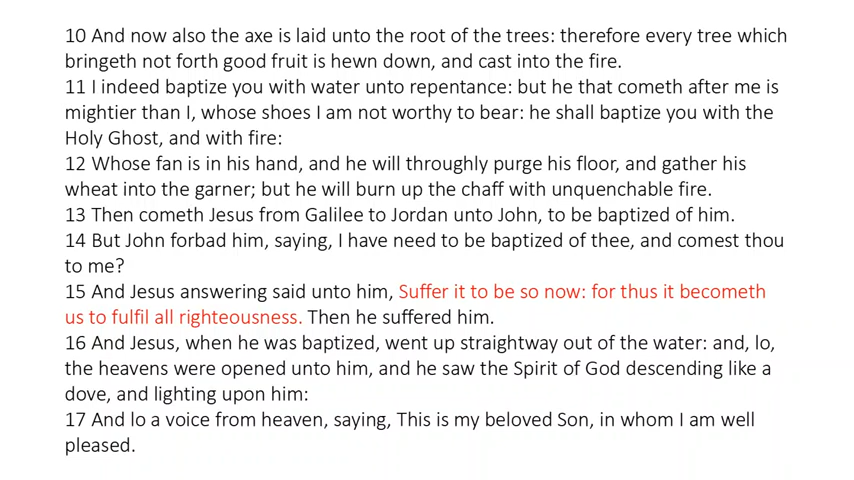 10 And now also the axe is laid unto the root of the trees: therefore every tree which
bringeth not forth good fruit is hewn down, and cast into the fire.
11 I indeed baptize you with water unto repentance: but he that cometh after me is
mightier than I, whose shoes I am not worthy to bear: he shall baptize you with the
Holy Ghost, and with fire:
12 Whose fan is in his hand, and he will throughly purge his floor, and gather his
wheat into the garner; but he will burn up the chaff with unquenchable fire.
13 Then cometh Jesus from Galilee to Jordan unto John, to be baptized of him.
14 But John forbad him, saying, I have need to be baptized of thee, and comest thou
to me?
15 And Jesus answering said unto him, Suffer it to be so now: for thus it becometh
us to fulfil all righteousness. Then he suffered him.
16 And Jesus, when he was baptized, went up straightway out of the water: and, lo,
the heavens were opened unto him, and he saw the Spirit of God descending like a
dove, and lighting upon him:
17 And lo a voice from heaven, saying, This is my beloved Son, in whom I am well
pleased.